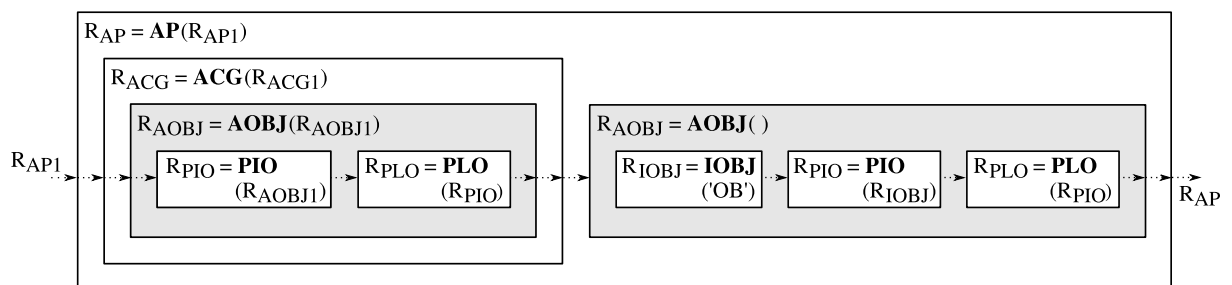 R_AP = AP(R_AP1)
R_ACG = ACG(R_ACG1)
R_AOBJ = AOBJ(R_AOBJ1)
R_AOBJ = AOBJ( )
R_AP1
R_PIO = PIO
(R_AOBJ1)
R_PLO = PLO
(R_PIO)
R_IOBJ = IOBJ
('OB')
R_PIO = PIO
(R_IOBJ)
R_PLO = PLO
(R_PIO)
R_AP